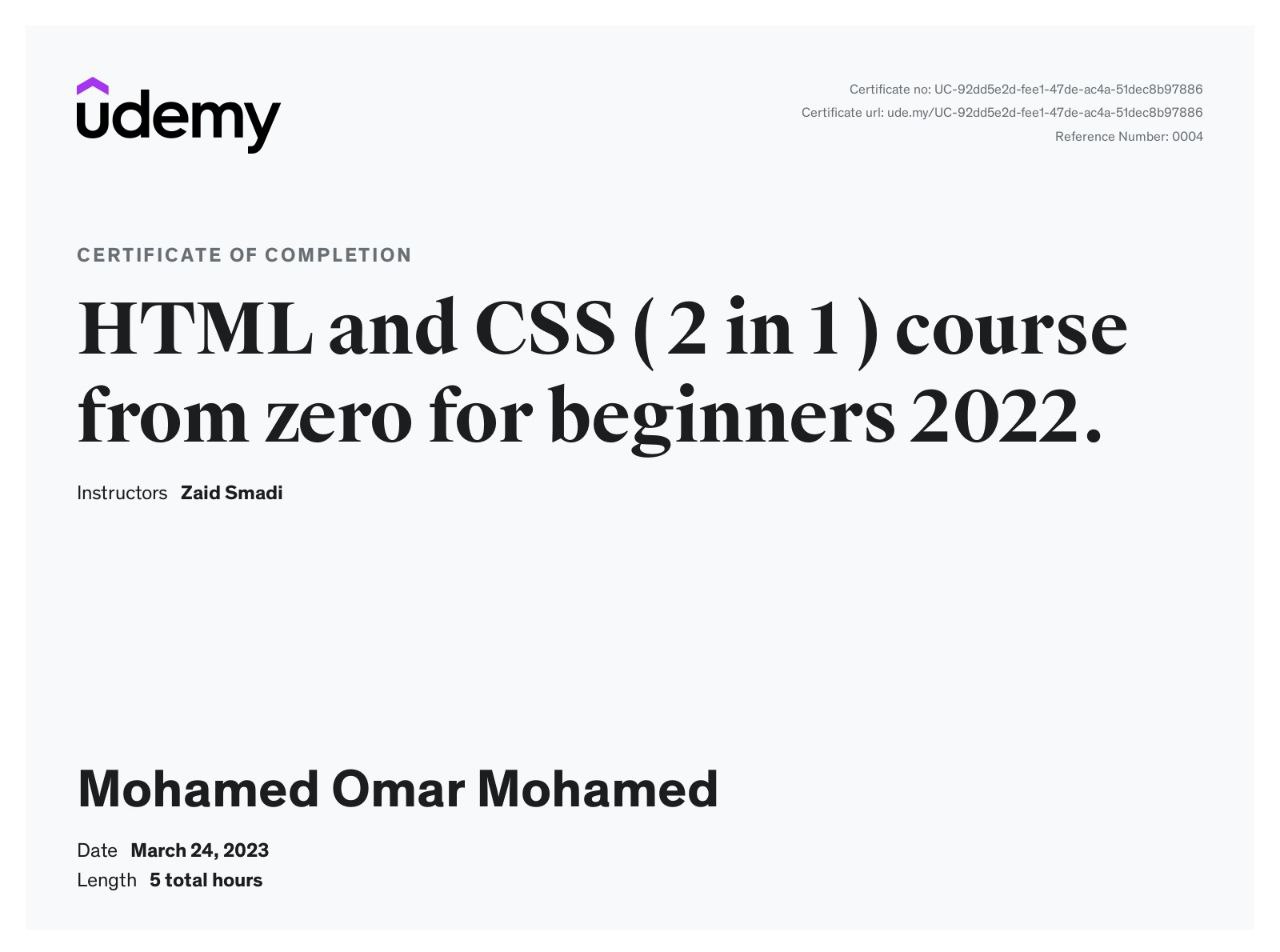 udemy
Certificate no: UC-92dd5e2d-fee1-47de-ac4a-51dec8b97886
Certificate url: ude.my/UC-92dd5e2d-fee1-47de-ac4a-51dec8b97886
Reference Number: 0004
CERTIFICATE OF COMPLETION
HTML and CSS ( 2 in 1 ) course
from zero for beginners 2022.
Instructors Zaid Smadi
Mohamed Omar Mohamed
Date March 24, 2023
Length 5 total hours